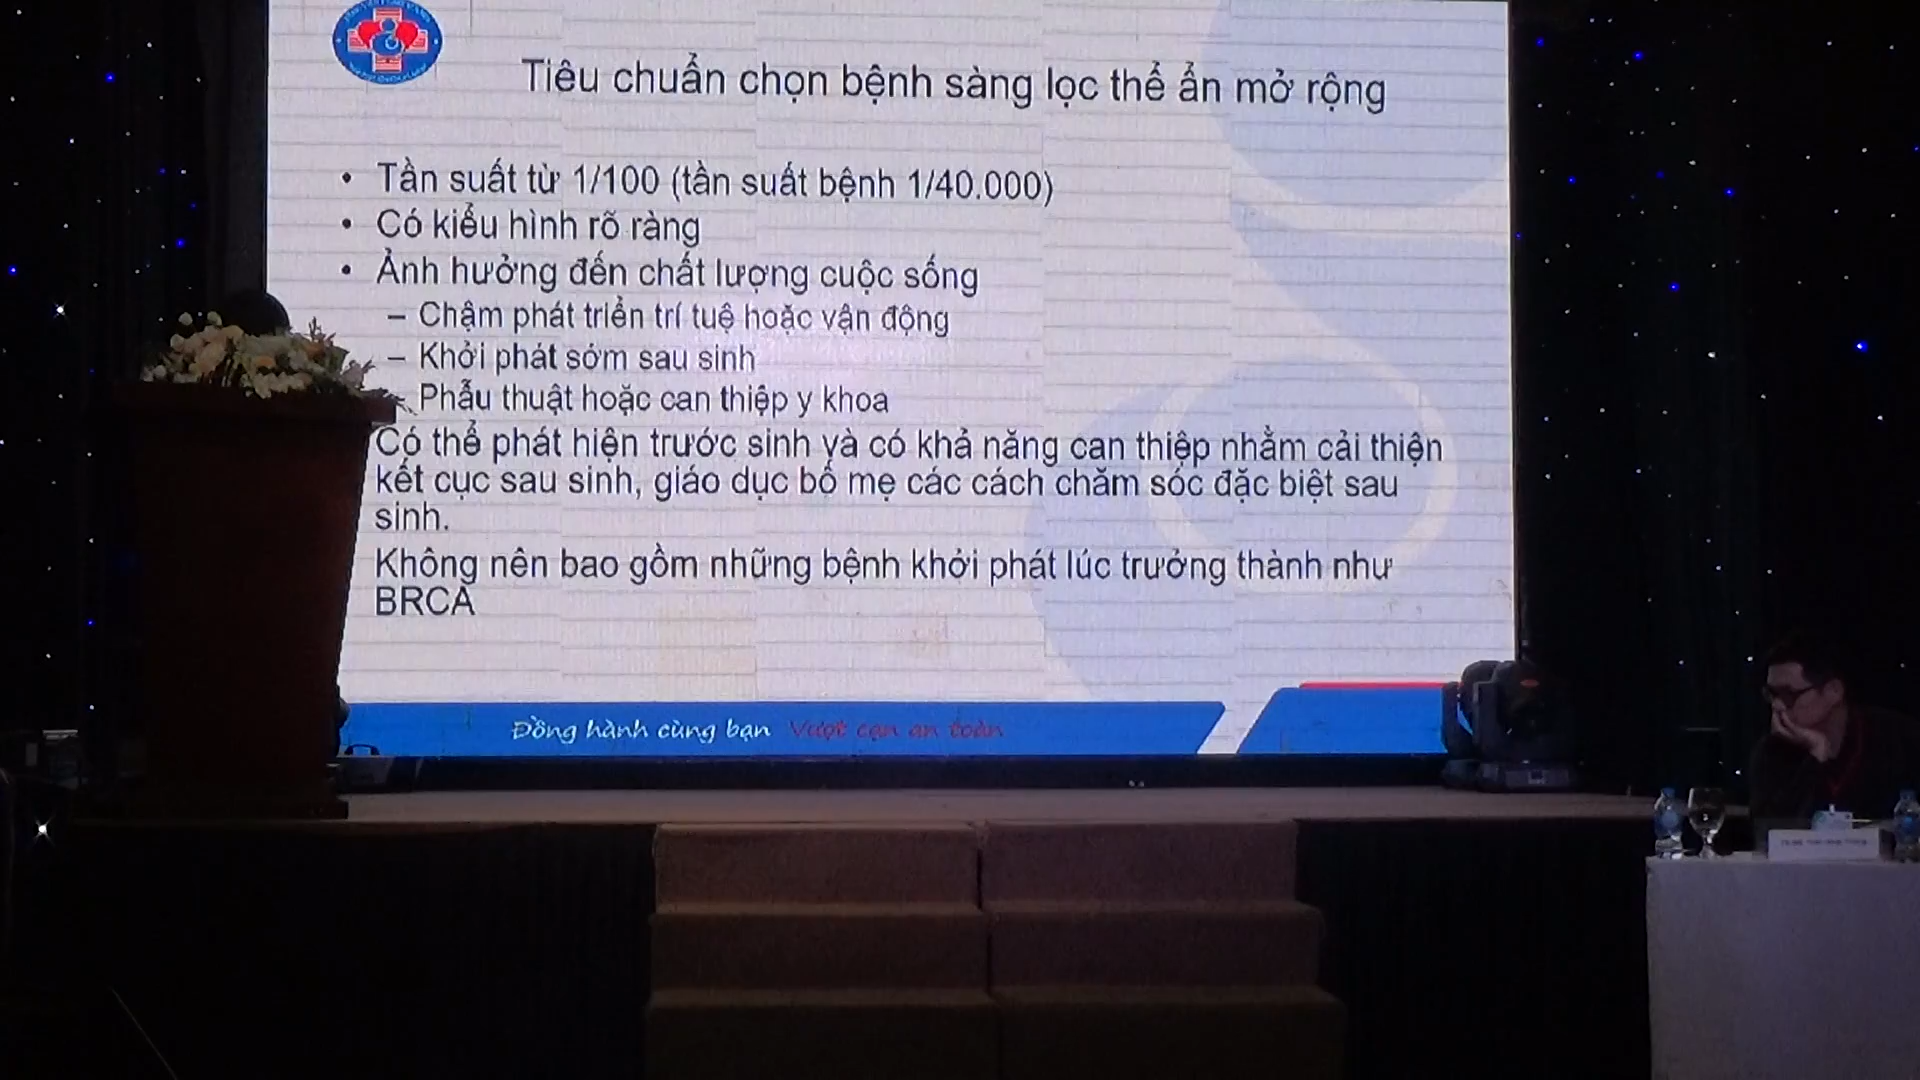 Tiêu chuẩn chọn bệnh sàng lọc thể ẩn mở rộng
• Tần suất từ 1/100 (tần suất bệnh 1/40.000)
• Có kiểu hình rõ ràng
• Ảnh hưởng đến chất lượng cuộc sống
– Chậm phát triển trí tuệ hoặc vận động
– Khởi phát sớm sau sinh
Phẫu thuật hoặc can thiệp y khoa
Có thể phát hiện trước sinh và có khả năng can thiệp nhằm cải thiện
kết cục sau sinh, giáo dục bố mẹ các cách chăm sóc đặc biệt sau
sinh.
Không nên bao gồm những bệnh khởi phát lúc trưởng thành như
BRCA
Đồng hành cùng bạn Vượt cạn an toàn